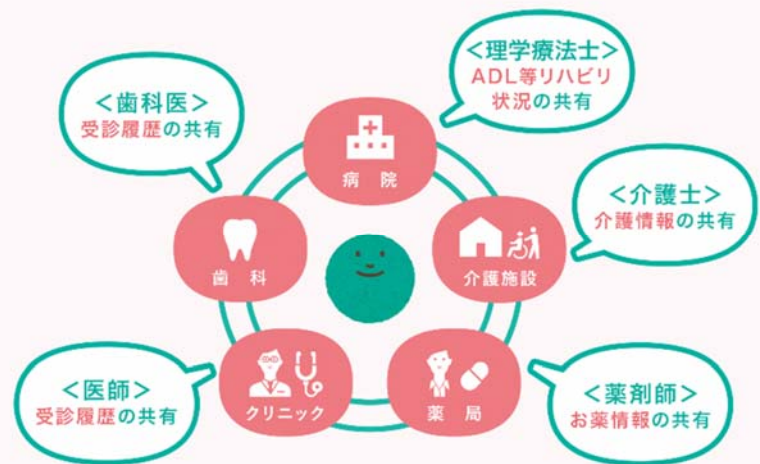 ＜理学療法士＞
ADL等リハビリ
状況の共有
＜歯科医＞
受診履歴の共有
病 院
＜介護士＞
介護情報の共有
歯 科
介護施設
＜医師＞
受診履歴の共有
クリニック
薬 局
＜薬剤師＞
お薬情報の共有